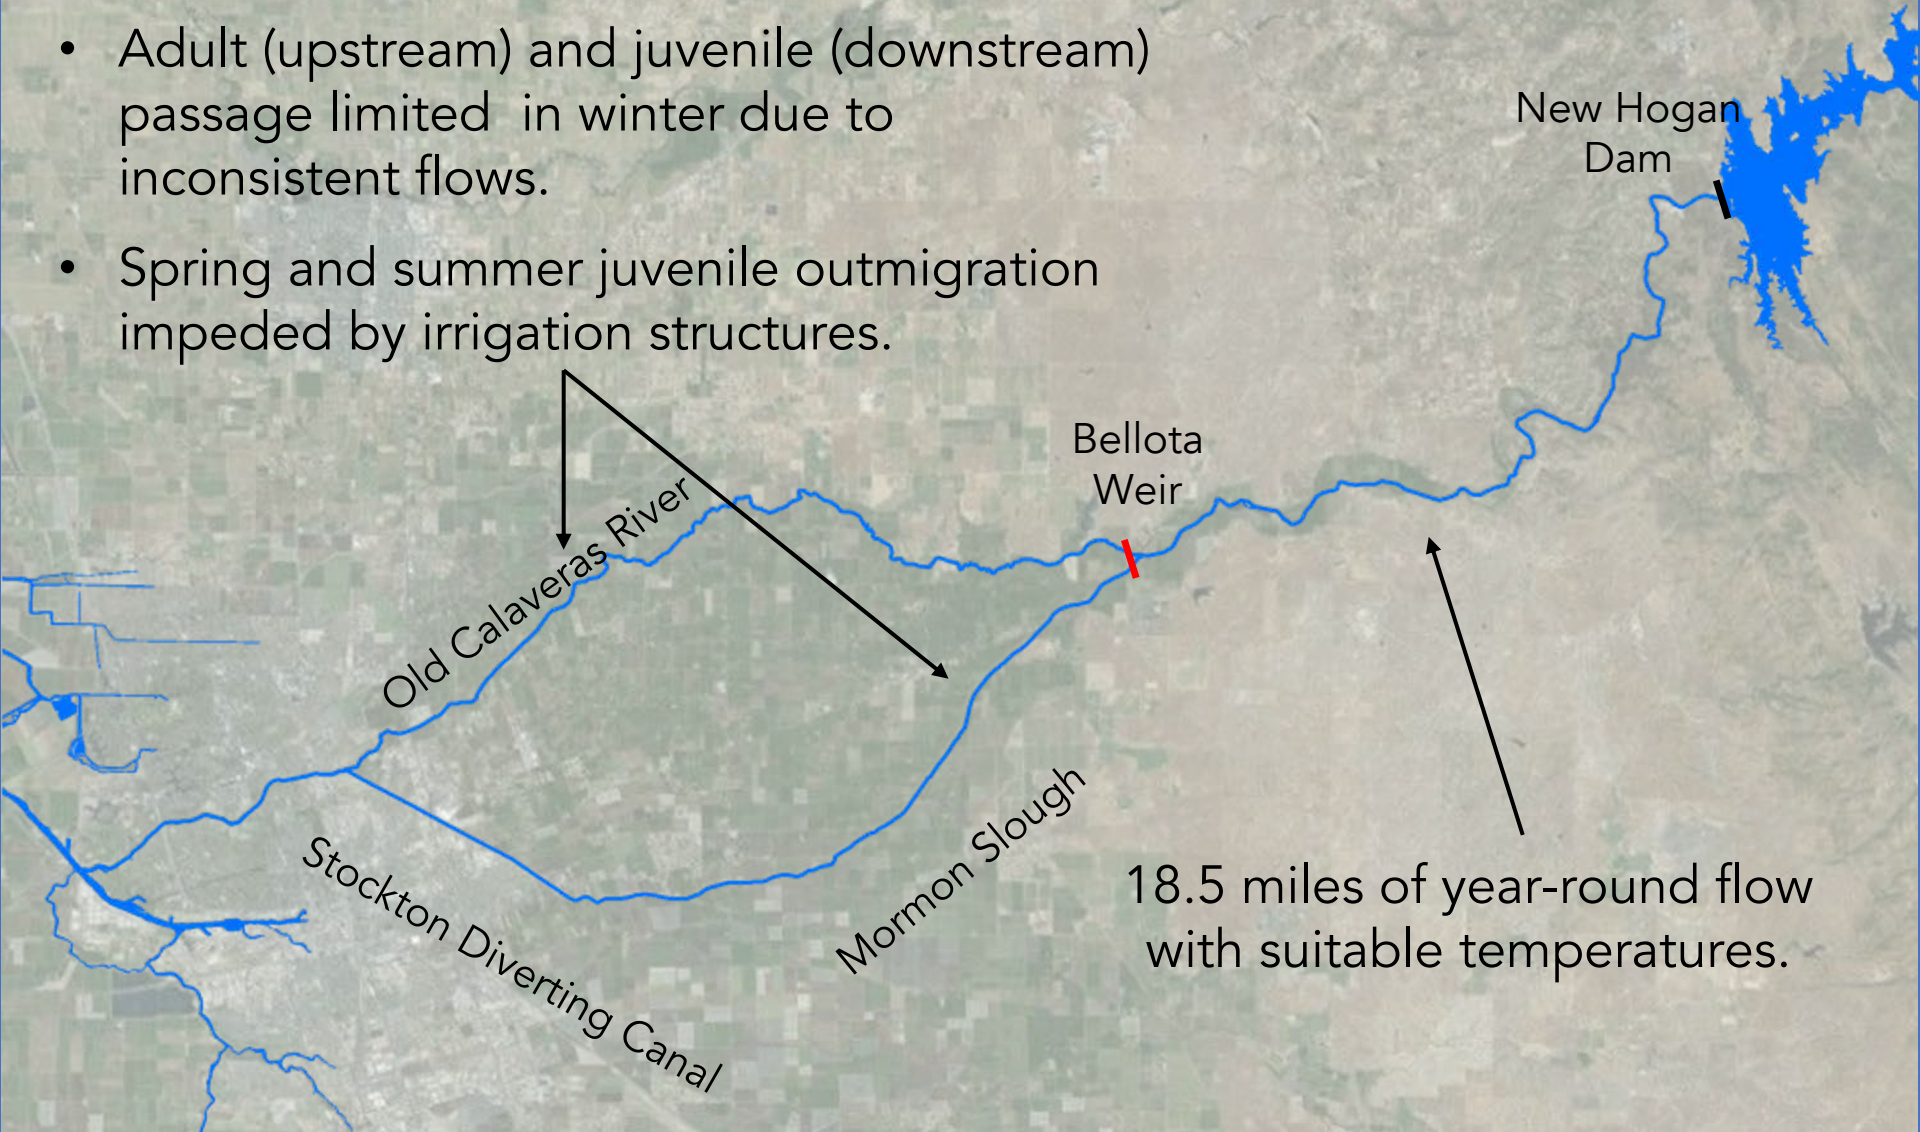 • Adult (upstream) and juvenile (downstream)
passage limited  in winter due to
inconsistent flows.
• Spring and summer juvenile outmigration
impeded by irrigation structures.
New Hogan
Dam
Bellota
Weir
Old Calaveras River
Mormon Slough
Stockton Diverting Canal
18.5 miles of year-round flow
with suitable temperatures.